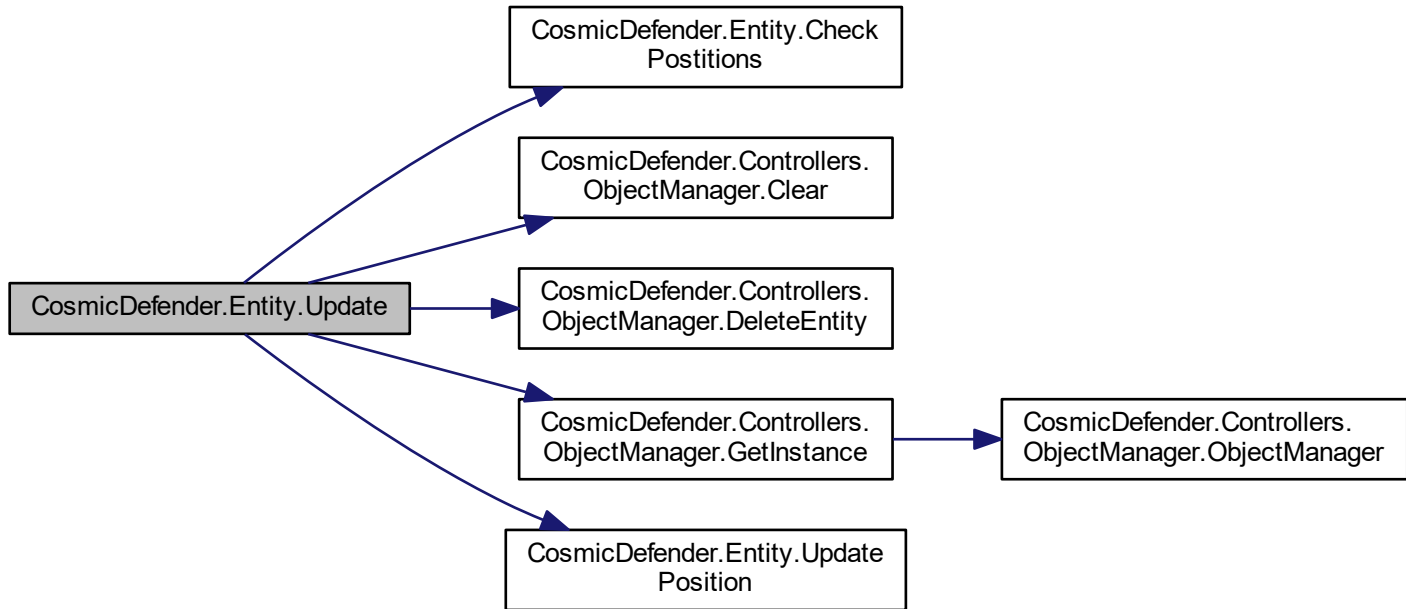 CosmicDefender.Entity.Check
Postitions
CosmicDefender.Controllers.
ObjectManager.Clear
CosmicDefender.Entity.Update
CosmicDefender.Controllers.
ObjectManager.DeleteEntity
CosmicDefender.Controllers.
ObjectManager.GetInstance
CosmicDefender.Controllers.
ObjectManager.ObjectManager
CosmicDefender.Entity.Update
Position